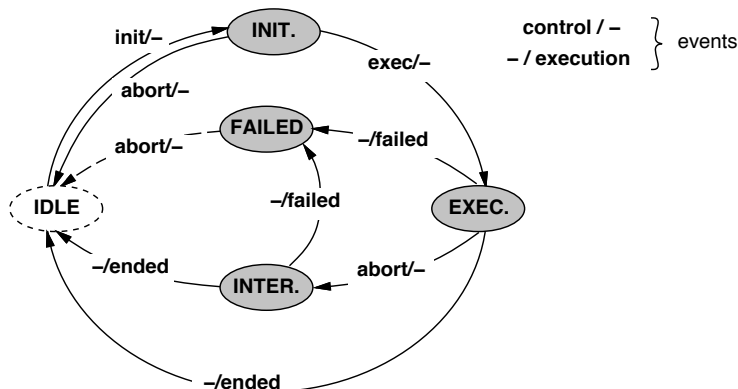 init/–
INIT.
control / –
– / execution
events
exec/–
abort/–
FAILED
abort/–
–/failed
IDLE
–/failed
EXEC.
–/ended
INTER.
abort/–
–/ended